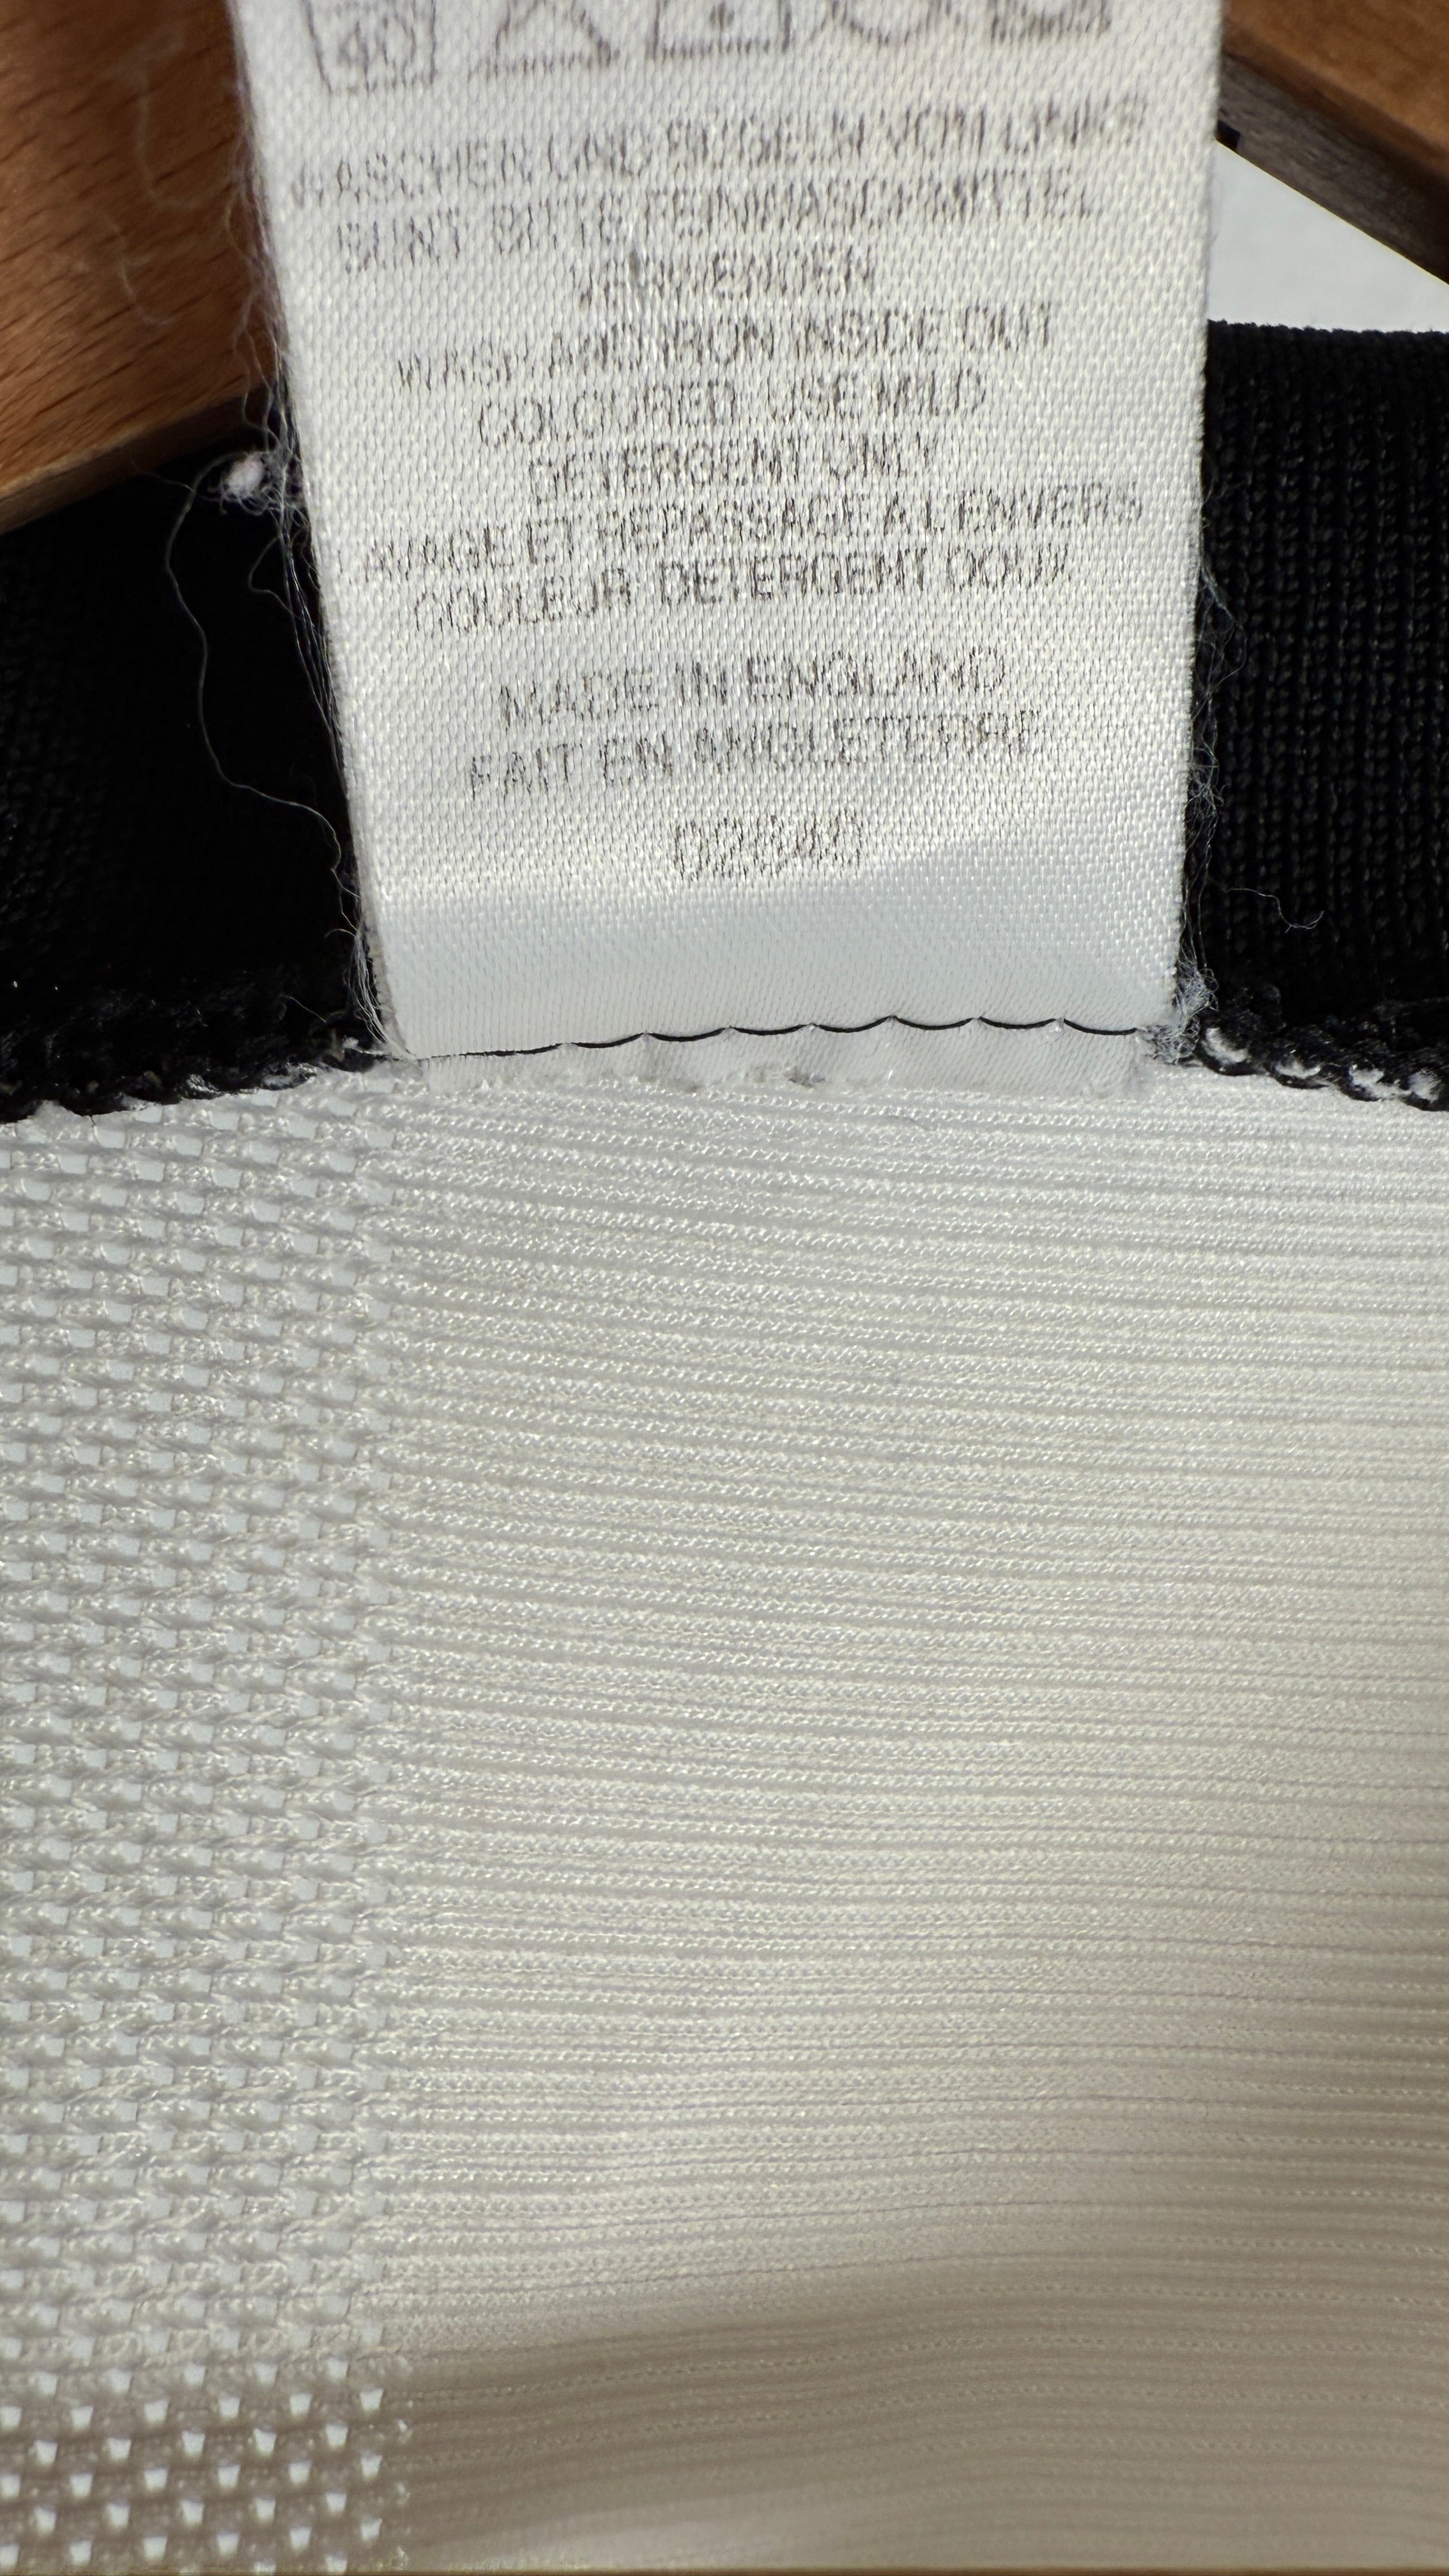 40
WASCHEN UND BÜGELN VON LINKS
BUNT BITTE FEINWASCHMITTEL
VERWENDEN
WASH AND IRON INSIDE OUT
COLOURED, USE MILD
DETERGENT ONLY
LAVAGE ET REPASSAGE A L'ENVERS
COULEUR: DETERGENT DOUX
MADE IN ENGLAND
FAIT EN ANGLETERRE